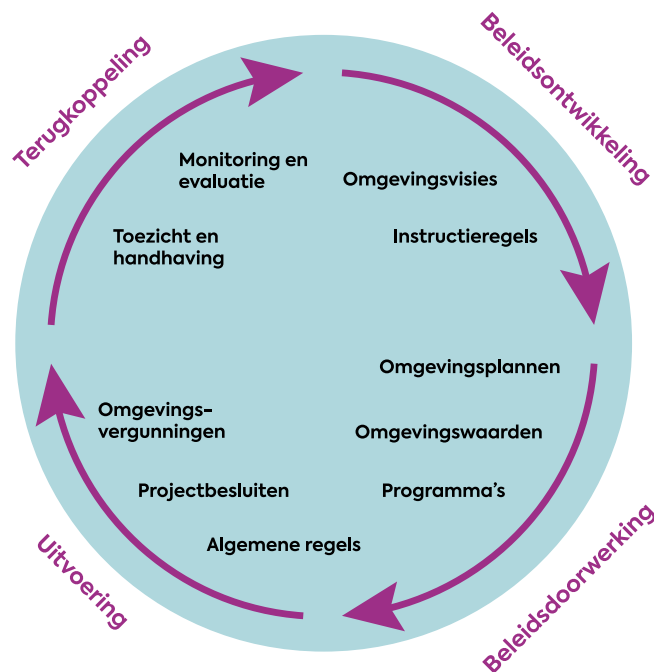 Terugkoppeling
Beleidsontwikkeling
Monitoring en
evaluatie
Omgevingsvisies
Toezicht en
handhaving
Instructieregels
Omgevingsplannen
Omgevings-
vergunningen
Omgevingswaarden
Projectbesluiten
Programma's
Algemene regels
Uitvoering
Beleidsdoorwerking